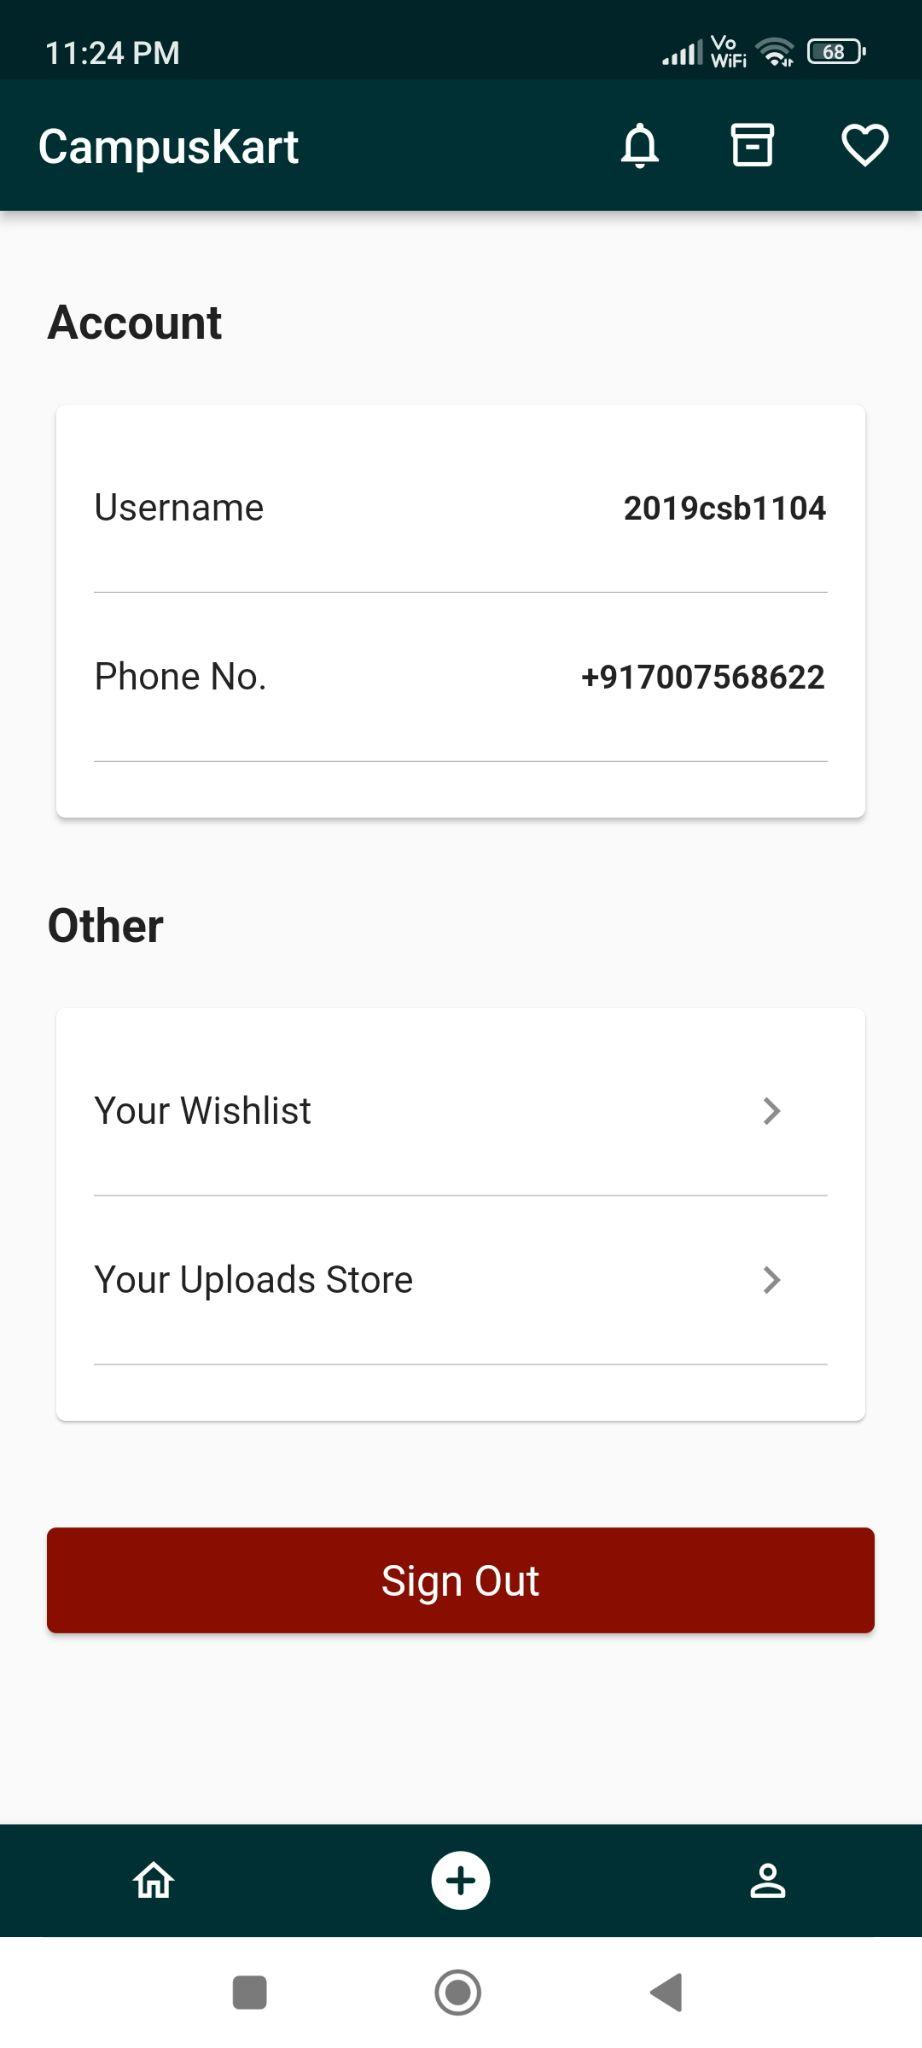 11:24 PM
Vo
WiFi
68
CampusKart
Account
Username 2019csb1104
Phone No. +917007568622
Other
Your Wishlist
Your Uploads Store
Sign Out